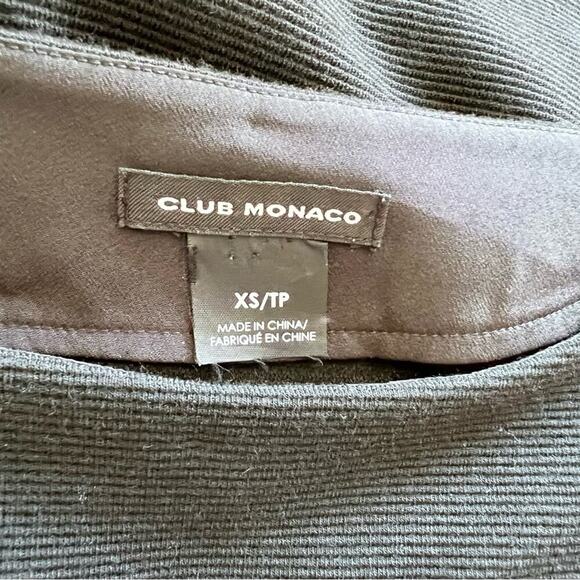 CLUB MONACO
XS/TP
MADE IN CHINA/
FABRIQUÉ EN CHINE